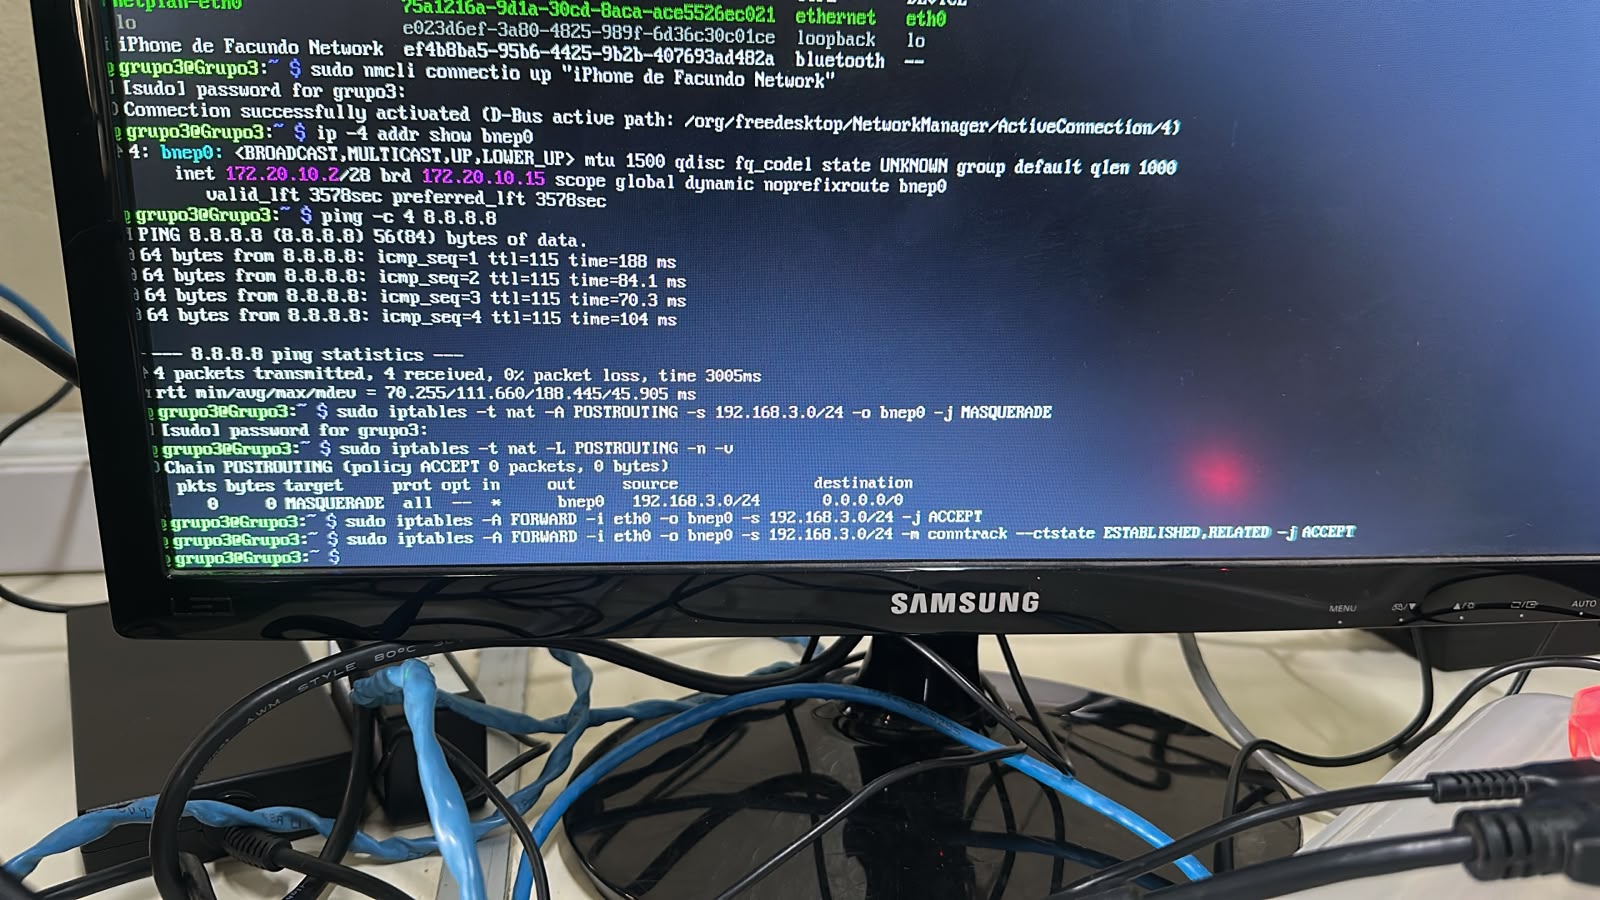 netplan-eth0 75a1216a-9d1a-30cd-8aca-ace5526ec021 ethernet eth0
lo e023d6ef-3a80-4825-989f-6d36c30c01ce loopback lo
iPhone de Facundo Network ef4b8ba5-95b6-4425-9b2b-407693ad482a bluetooth --
grupo3@Grupo3:~ $ sudo nmcli connectio up "iPhone de Facundo Network"
[sudo] password for grupo3:
Connection successfully activated (D-Bus active path: /org/freedesktop/NetworkManager/ActiveConnection/4)
grupo3@Grupo3:~ $ ip -4 addr show bnep0
4: bnep0: <BROADCAST,MULTICAST,UP,LOWER_UP> mtu 1500 qdisc fq_codel state UNKNOWN group default qlen 1000
inet 172.20.10.2/28 brd 172.20.10.15 scope global dynamic noprefixroute bnep0
valid_lft 3578sec preferred_lft 3578sec
grupo3@Grupo3:~ $ ping -c 4 8.8.8.8
PING 8.8.8.8 (8.8.8.8) 56(84) bytes of data.
64 bytes from 8.8.8.8: icmp_seq=1 ttl=115 time=188 ms
64 bytes from 8.8.8.8: icmp_seq=2 ttl=115 time=84.1 ms
64 bytes from 8.8.8.8: icmp_seq=3 ttl=115 time=70.3 ms
64 bytes from 8.8.8.8: icmp_seq=4 ttl=115 time=104 ms
--- 8.8.8.8 ping statistics ---
4 packets transmitted, 4 received, 0% packet loss, time 3005ms
rtt min/avg/max/mdev = 70.255/111.660/188.445/45.905 ms
grupo3@Grupo3:~ $ sudo iptables -t nat -A POSTROUTING -s 192.168.3.0/24 -o bnep0 -j MASQUERADE
[sudo] password for grupo3:
grupo3@Grupo3:~ $ sudo iptables -t nat -L POSTROUTING -n -v
Chain POSTROUTING (policy ACCEPT 0 packets, 0 bytes)
pkts bytes target prot opt in out source destination
0 0 MASQUERADE all -- * bnep0 192.168.3.0/24 0.0.0.0/0
grupo3@Grupo3:~ $ sudo iptables -A FORWARD -i eth0 -o bnep0 -s 192.168.3.0/24 -j ACCEPT
grupo3@Grupo3:~ $ sudo iptables -A FORWARD -i eth0 -o bnep0 -s 192.168.3.0/24 -m conntrack --ctstate ESTABLISHED,RELATED -j ACCEPT
grupo3@Grupo3:~ $
SAMSUNG
MENU
AUTO
AWM STYLE 80°C